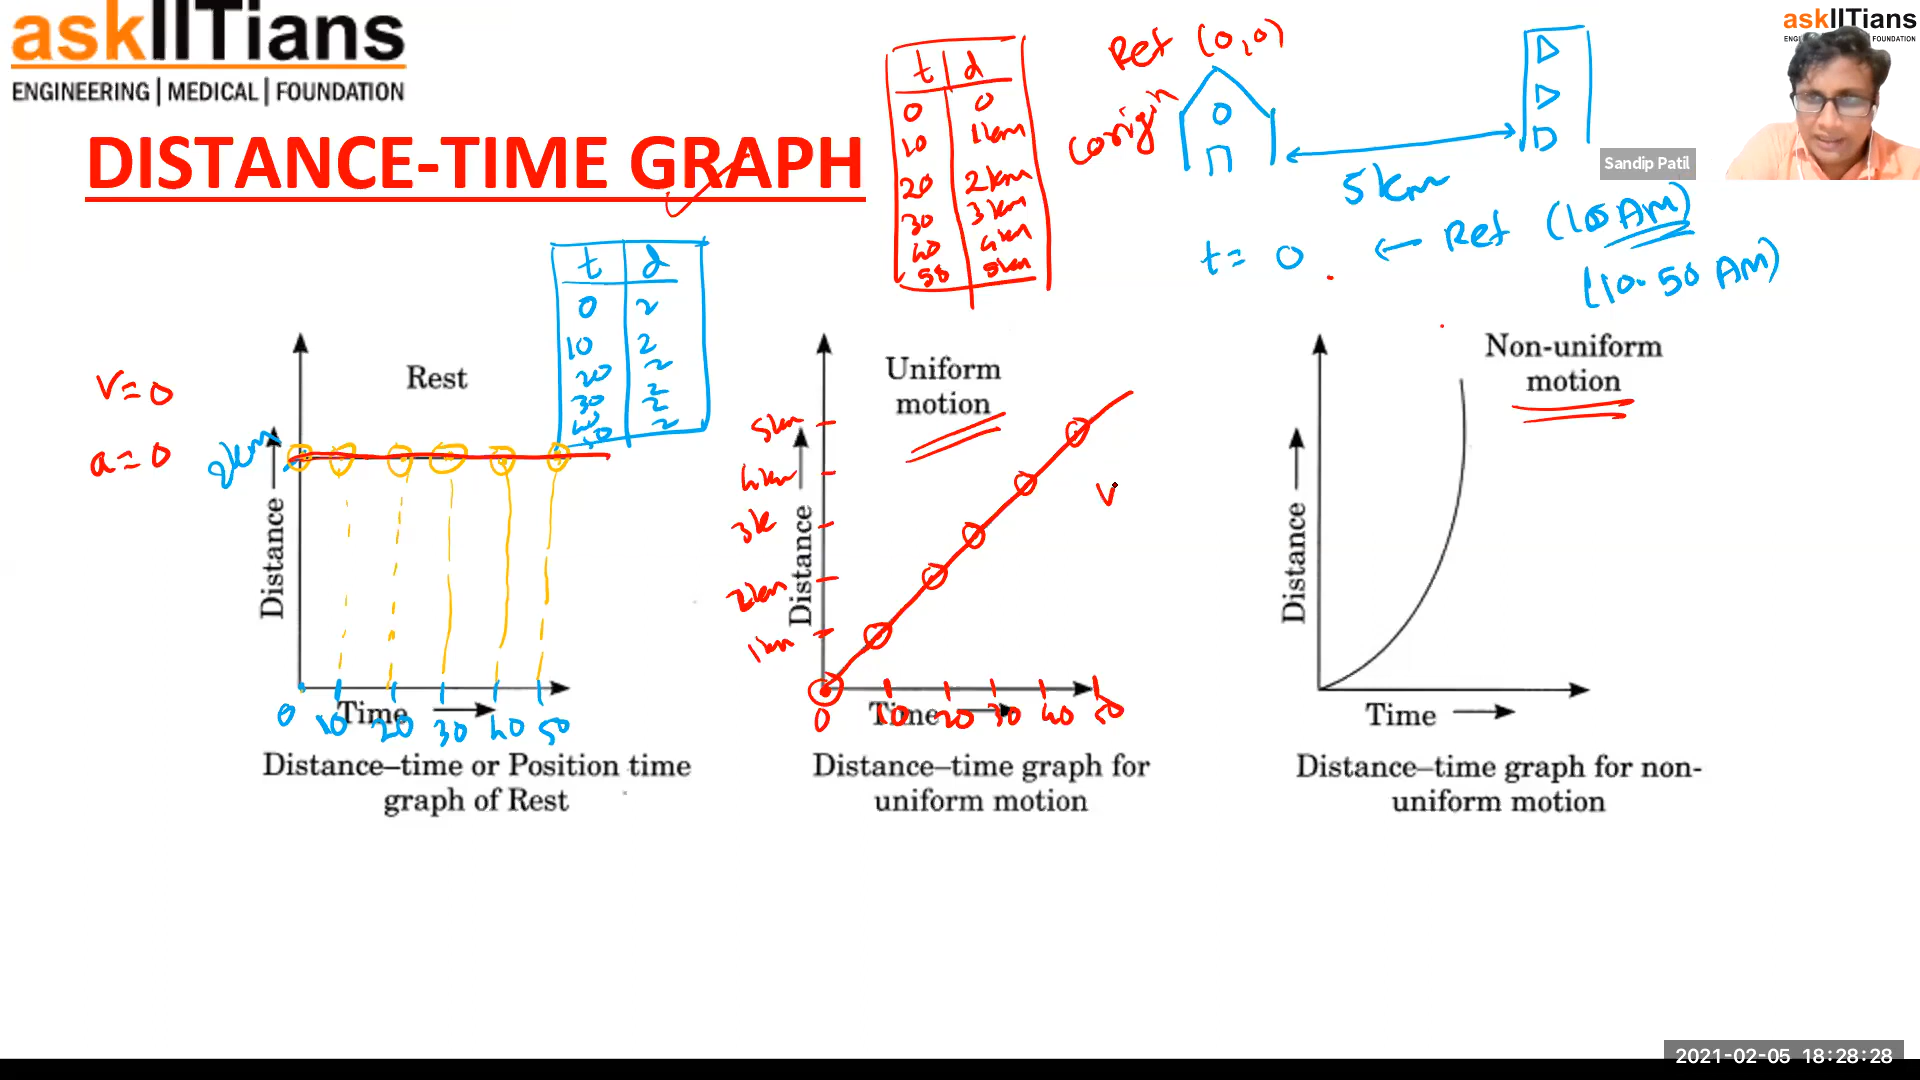 askIITians
ENGINEERING | MEDICAL | FOUNDATION
askIITians
FOUNDATION
Sandip Patil
DISTANCE-TIME GRAPH
t d
0 0
10 1km
20 2km
30 3km
40 4km
50 5km
Ref (0,0)
(origin
5km
t = 0 ← Ref (10 AM)
(10.50 AM)
t d
0 2
10 2
20 2
30 2
40 2
50
v=0
a=0
2km
Rest
Distance
0 10 20 30 40 50
Time
Distance–time or Position time
graph of Rest
Uniform
motion
5km
4km
3k
2km
1km
V
Distance
0 10 20 30 40 50
Time
Distance–time graph for
uniform motion
Non-uniform
motion
Distance
Time
Distance–time graph for non-
uniform motion
2021-02-05 18:28:28